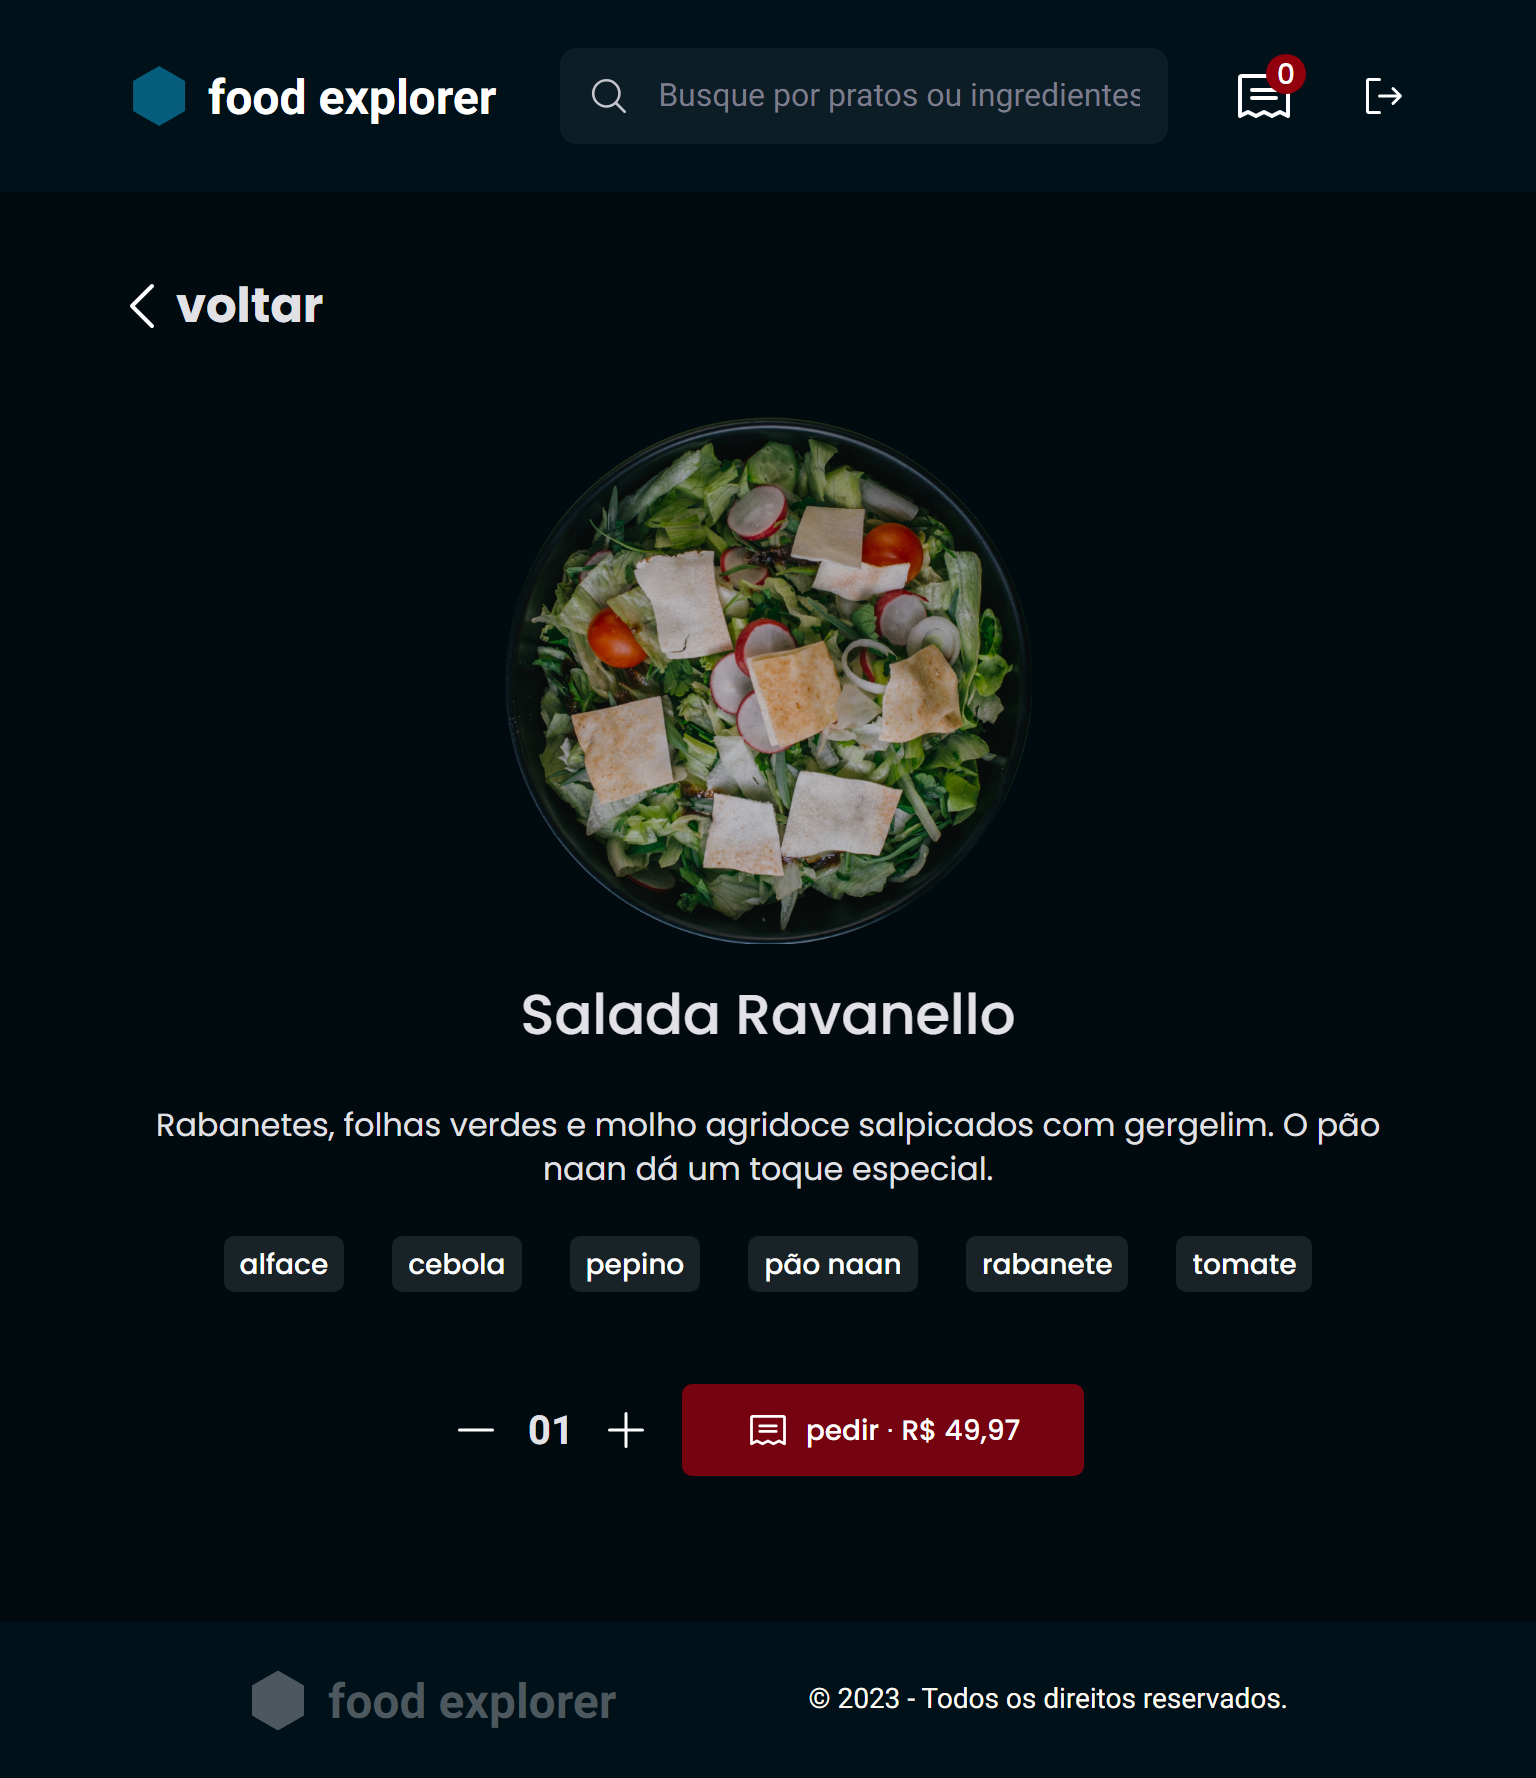 food explorer
Busque por pratos ou ingredientes
0
voltar
Salada Ravanello
Rabanetes, folhas verdes e molho agridoce salpicados com gergelim. O pão
naan dá um toque especial.
alface cebola pepino pão naan rabanete tomate
01
pedir · R$ 49,97
food explorer
© 2023 - Todos os direitos reservados.